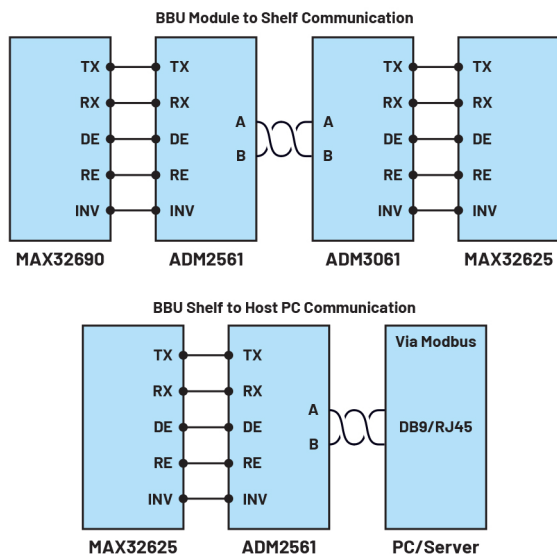 BBU Module to Shelf Communication
TX TX TX TX
RX RX RX RX
A A
DE DE DE DE
B B
RE RE RE RE
INV INV INV INV
MAX32690 ADM2561 ADM3061 MAX32625
BBU Shelf to Host PC Communication
Via Modbus
TX TX
RX RX
A
DE DE DB9/RJ45
B
RE RE
INV INV
MAX32625 ADM2561 PC/Server